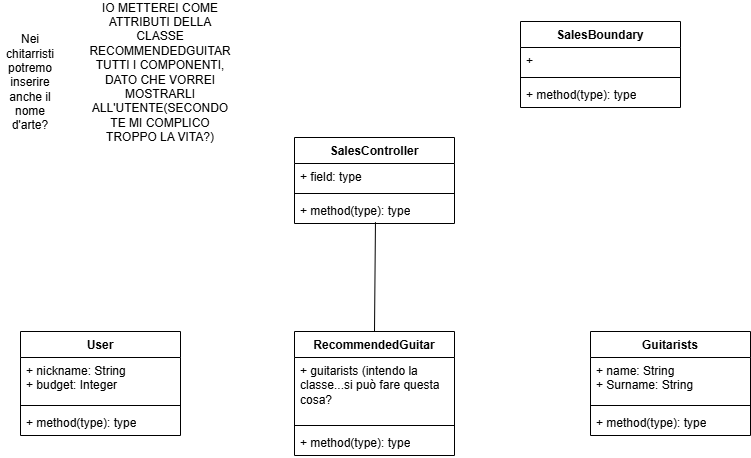 Nei
chitarristi
potremo
inserire
anche il
nome
d'arte?
IO METTEREI COME
ATTRIBUTI DELLA
CLASSE
RECOMMENDEDGUITAR
TUTTI I COMPONENTI,
DATO CHE VORREI
MOSTRARLI
ALL'UTENTE(SECONDO
TE MI COMPLICO
TROPPO LA VITA?)
SalesBoundary
+
+ method(type): type
SalesController
+ field: type
+ method(type): type
User
+ nickname: String
+ budget: Integer
+ method(type): type
RecommendedGuitar
+ guitarists (intendo la
classe...si può fare questa
cosa?
+ method(type): type
Guitarists
+ name: String
+ Surname: String
+ method(type): type